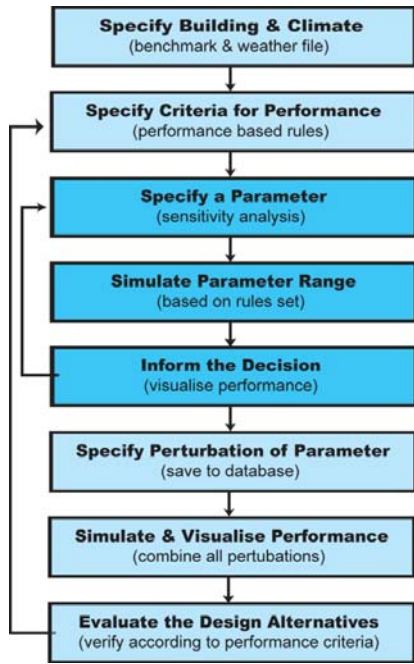 Specify Building & Climate
(benchmark & weather file)
Specify Criteria for Performance
(performance based rules)
Specify a Parameter
(sensitivity analysis)
Simulate Parameter Range
(based on rules set)
Inform the Decision
(visualise performance)
Specify Perturbation of Parameter
(save to database)
Simulate & Visualise Performance
(combine all pertubations)
Evaluate the Design Alternatives
(verify according to performance criteria)